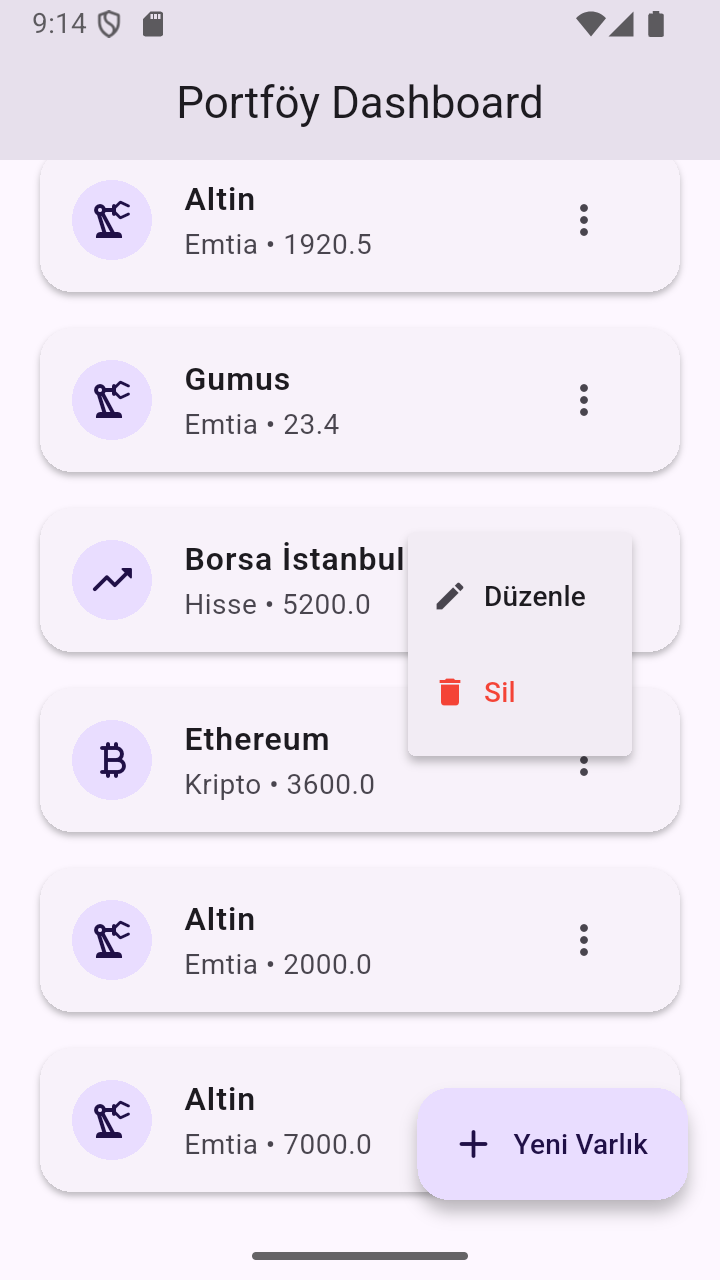 9:14
Portföy Dashboard
Altin
Emtia • 1920.5
Gumus
Emtia • 23.4
Borsa İstanbul
Hisse • 5200.0
Düzenle
Sil
Ethereum
Kripto • 3600.0
Altin
Emtia • 2000.0
Altin
Emtia • 7000.0
Yeni Varlık